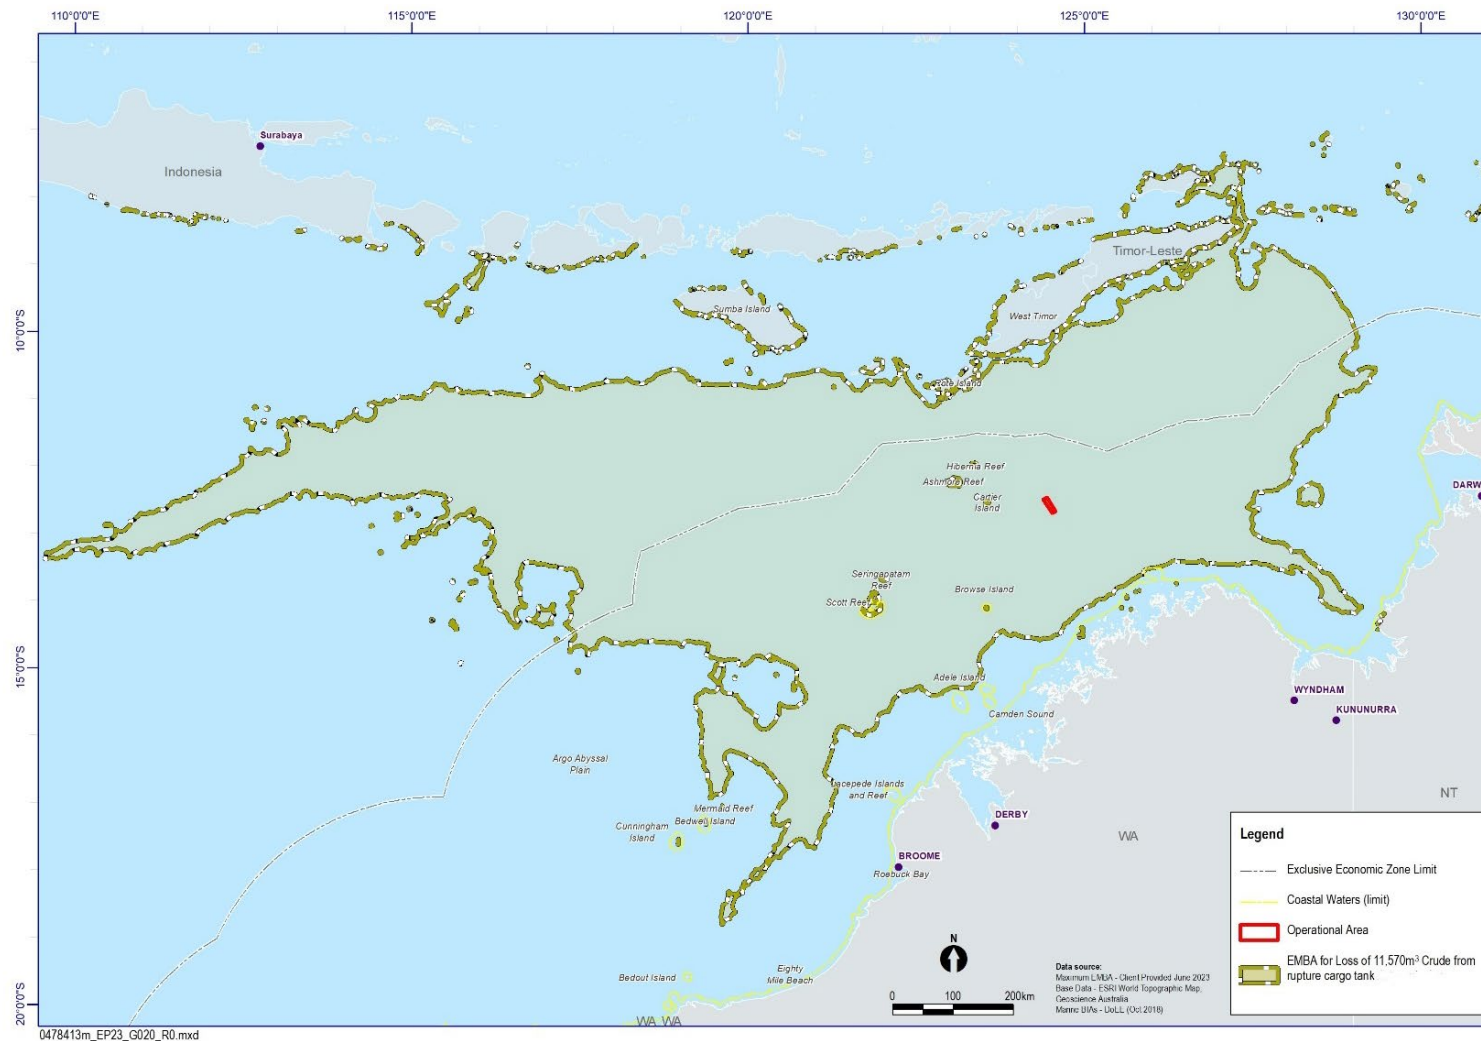 110°0'0"E
115°0'0"E
120°0'0"E
125°0'0"E
130°0'0"E
Surabaya
Indonesia
Timor-Leste
10°0'0"S
Sumba Island
West Timor
Rote Island
Hibernia Reef
Ashmore Reef
Cartier
Island
DARW
Seringapatam
Reef
Scott Reef
Browse Island
15°0'0"S
Adele Island
Camden Sound
WYNDHAM
KUNUNURRA
Argo Abyssal
Plain
acepede Islands
and Reef
NT
Mermaid Reef
Bedwell Island
Cunningham
Island
DERBY
WA
BROOME
Roebuck Bay
Legend
Exclusive Economic Zone Limit
Coastal Waters (limit)
Operational Area
EMBA for Loss of 11,570m³ Crude from
rupture cargo tank
N
Bedout Island
Eighty
Mile Beach
0 100 200km
Data source:
Maximum EMBA - Client Provided June 2023
Base Data - ESRI World Topographic Map,
Geoscience Australia
Marine BIAs - DoEE (Oct 2018)
20°0'0"S
WA WA
0478413m_EP23_G020_R0.mxd